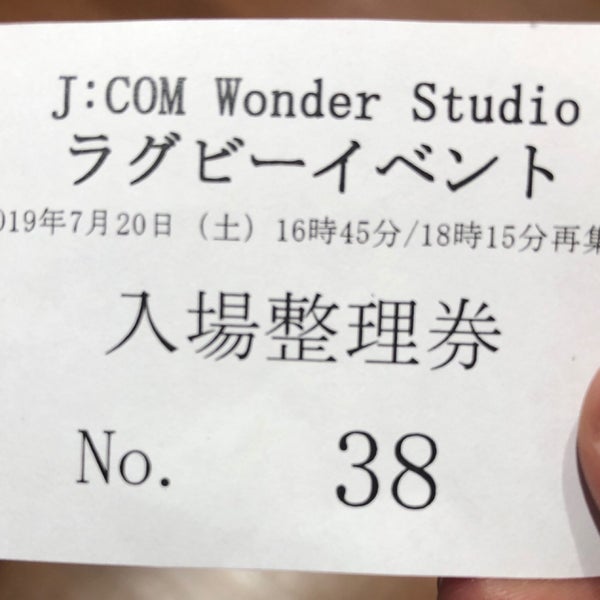 J:COM Wonder Studio
ラグビーイベント
019年7月20日（土）16時45分/18時15分再集
入場整理券
No. 38